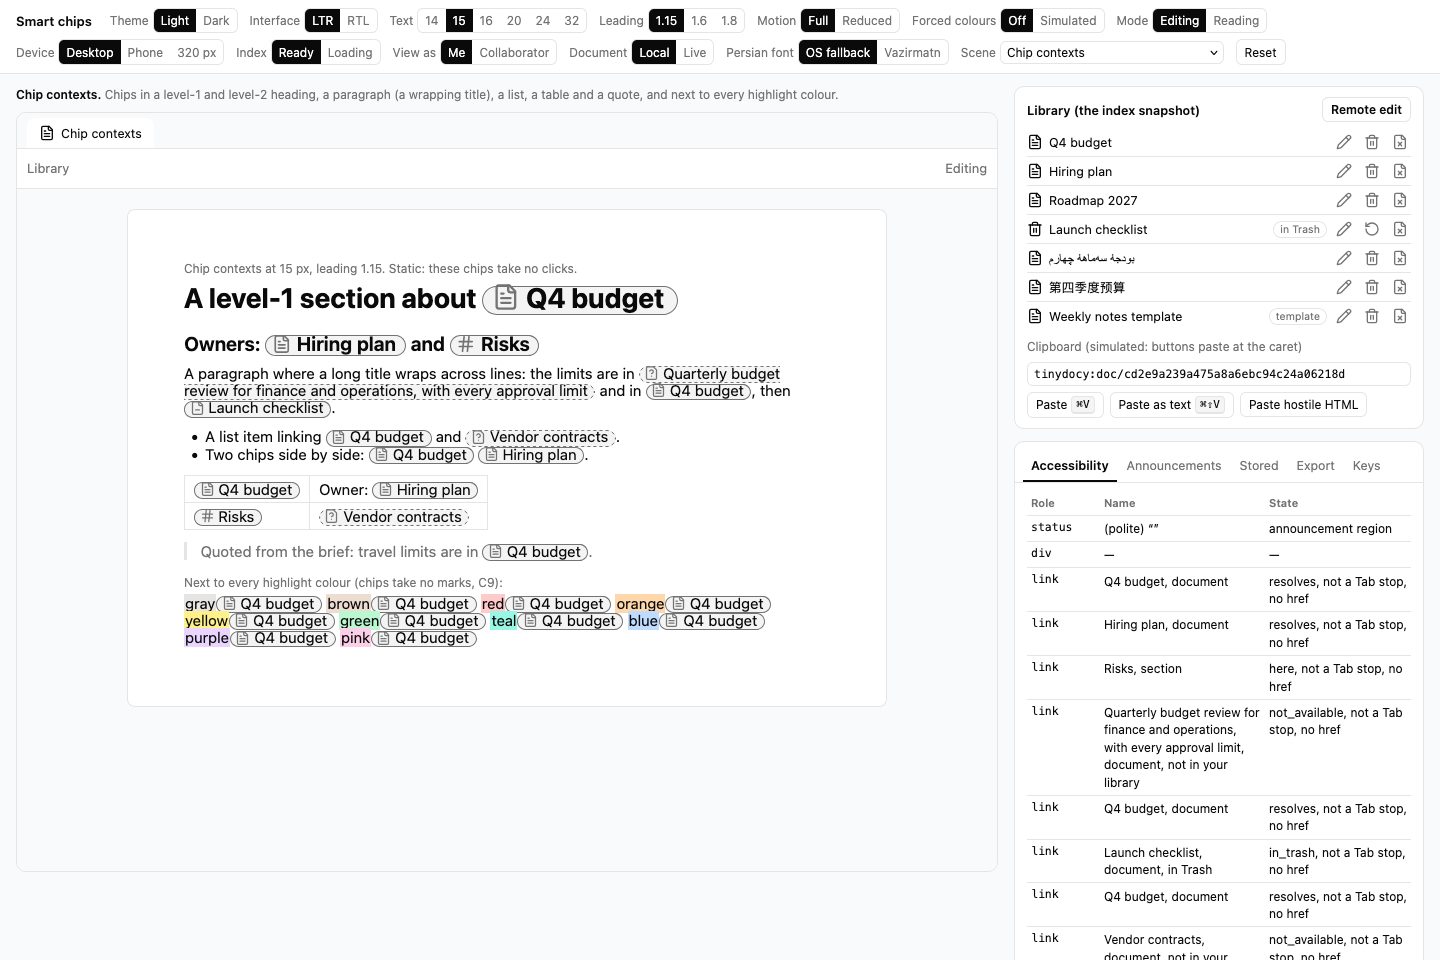 Smart chips Theme Light Dark Interface LTR RTL Text 14 15 16 20 24 32 Leading 1.15 1.6 1.8 Motion Full Reduced Forced colours Off Simulated Mode Editing Reading
Device Desktop Phone 320 px Index Ready Loading View as Me Collaborator Document Local Live Persian font OS fallback Vazirmatn Scene Chip contexts Reset
Chip contexts. Chips in a level-1 and level-2 heading, a paragraph (a wrapping title), a list, a table and a quote, and next to every highlight colour.
Chip contexts
Library Editing
Chip contexts at 15 px, leading 1.15. Static: these chips take no clicks.
A level-1 section about Q4 budget
Owners: Hiring plan and # Risks
A paragraph where a long title wraps across lines: the limits are in Quarterly budget
review for finance and operations, with every approval limit and in Q4 budget, then
Launch checklist.
• A list item linking Q4 budget and Vendor contracts.
• Two chips side by side: Q4 budget Hiring plan.
Q4 budget Owner: Hiring plan
# Risks Vendor contracts
Quoted from the brief: travel limits are in Q4 budget.
Next to every highlight colour (chips take no marks, C9):
gray Q4 budget brown Q4 budget red Q4 budget orange Q4 budget
yellow Q4 budget green Q4 budget teal Q4 budget blue Q4 budget
purple Q4 budget pink Q4 budget
Library (the index snapshot) Remote edit
Q4 budget
Hiring plan
Roadmap 2027
Launch checklist in Trash
بودجهٔ سه‌ماههٔ چهارم
第四季度预算
Weekly notes template template
Clipboard (simulated: buttons paste at the caret)
tinydocy:doc/cd2e9a239a475a8a6ebc94c24a06218d
Paste ⌘V Paste as text ⌘⇧V Paste hostile HTML
Accessibility Announcements Stored Export Keys
Role Name State
status (polite) “” announcement region
div — —
link Q4 budget, document resolves, not a Tab stop,
no href
link Hiring plan, document resolves, not a Tab stop,
no href
link Risks, section here, not a Tab stop, no
href
link Quarterly budget review for not_available, not a Tab
finance and operations, stop, no href
with every approval limit,
document, not in your
library
link Q4 budget, document resolves, not a Tab stop,
no href
link Launch checklist, in_trash, not a Tab stop,
document, in Trash no href
link Q4 budget, document resolves, not a Tab stop,
no href
link Vendor contracts, not_available, not a Tab
document, not in your stop, no href